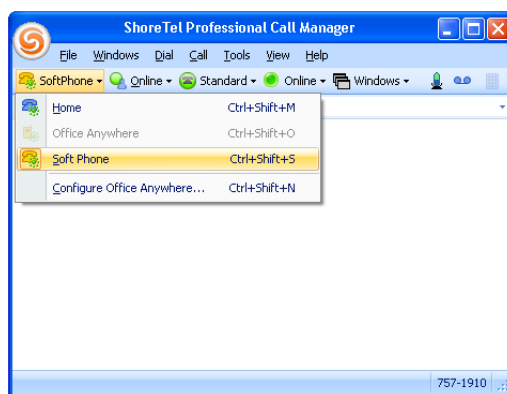 ShoreTel Professional Call Manager
File Windows Dial Call Tools View Help
SoftPhone Online Standard Online Windows
Home Ctrl+Shift+M
Office Anywhere Ctrl+Shift+O
Soft Phone Ctrl+Shift+S
Configure Office Anywhere... Ctrl+Shift+N
757-1910